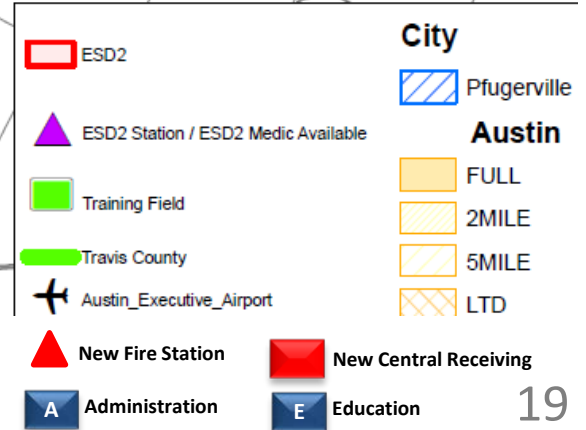 ESD2
ESD2 Station / ESD2 Medic Available
Training Field
Travis County
Austin_Executive_Airport
City
Pfugerville
Austin
FULL
2MILE
5MILE
LTD
New Fire Station
New Central Receiving
A Administration
E Education
19